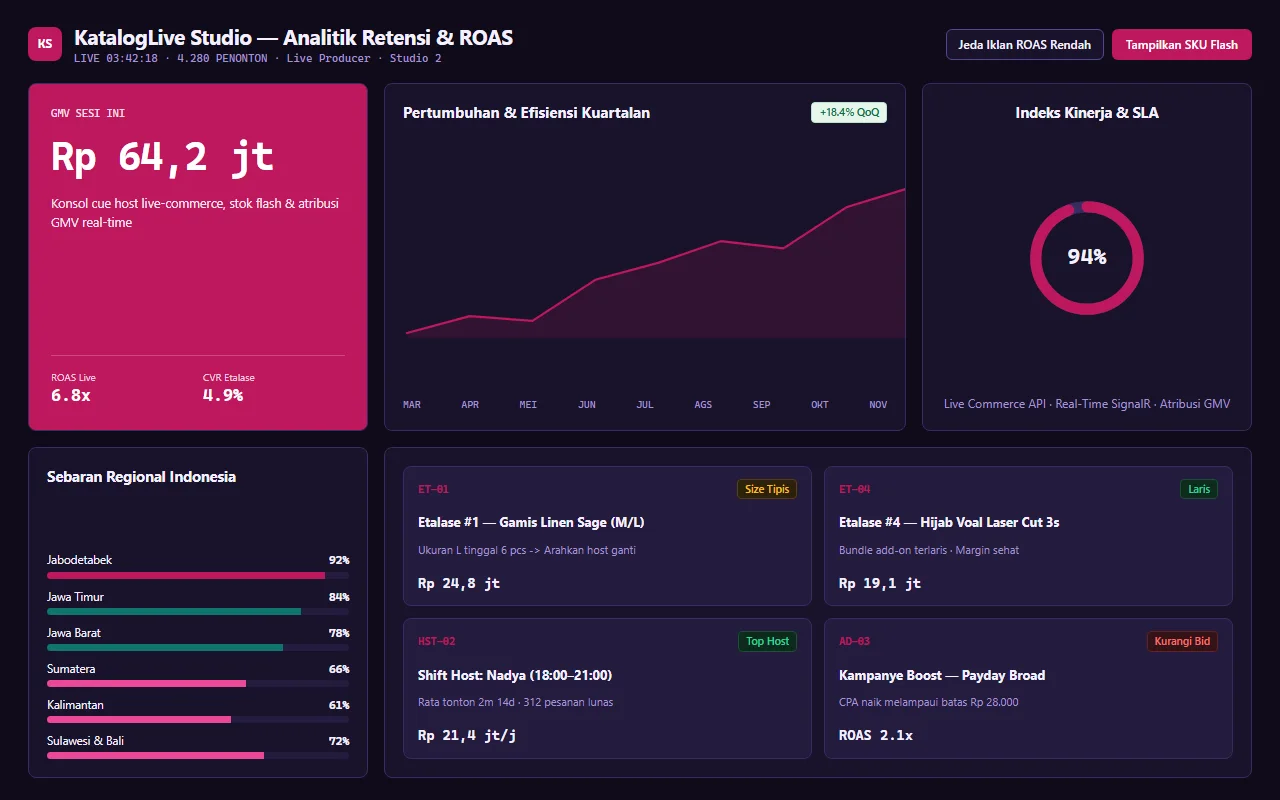 KS
KatalogLive Studio — Analitik Retensi & ROAS
LIVE 03:42:18 · 4.280 PENONTON · Live Producer · Studio 2
Jeda Iklan ROAS Rendah
Tampilkan SKU Flash
GMV SESI INI
Rp 64,2 jt
Konsol cue host live-commerce, stok flash & atribusi
GMV real-time
ROAS Live
6.8x
CVR Etalase
4.9%
Pertumbuhan & Efisiensi Kuartalan
+18.4% QoQ
MAR APR MEI JUN JUL AGS SEP OKT NOV
Indeks Kinerja & SLA
94%
Live Commerce API · Real-Time SignalR · Atribusi GMV
Sebaran Regional Indonesia
Jabodetabek 92%
Jawa Timur 84%
Jawa Barat 78%
Sumatera 66%
Kalimantan 61%
Sulawesi & Bali 72%
ET-01
Size Tipis
Etalase #1 — Gamis Linen Sage (M/L)
Ukuran L tinggal 6 pcs -> Arahkan host ganti
Rp 24,8 jt
ET-04
Laris
Etalase #4 — Hijab Voal Laser Cut 3s
Bundle add-on terlaris · Margin sehat
Rp 19,1 jt
HST-02
Top Host
Shift Host: Nadya (18:00–21:00)
Rata tonton 2m 14d · 312 pesanan lunas
Rp 21,4 jt/j
AD-03
Kurangi Bid
Kampanye Boost — Payday Broad
CPA naik melampaui batas Rp 28.000
ROAS 2.1x